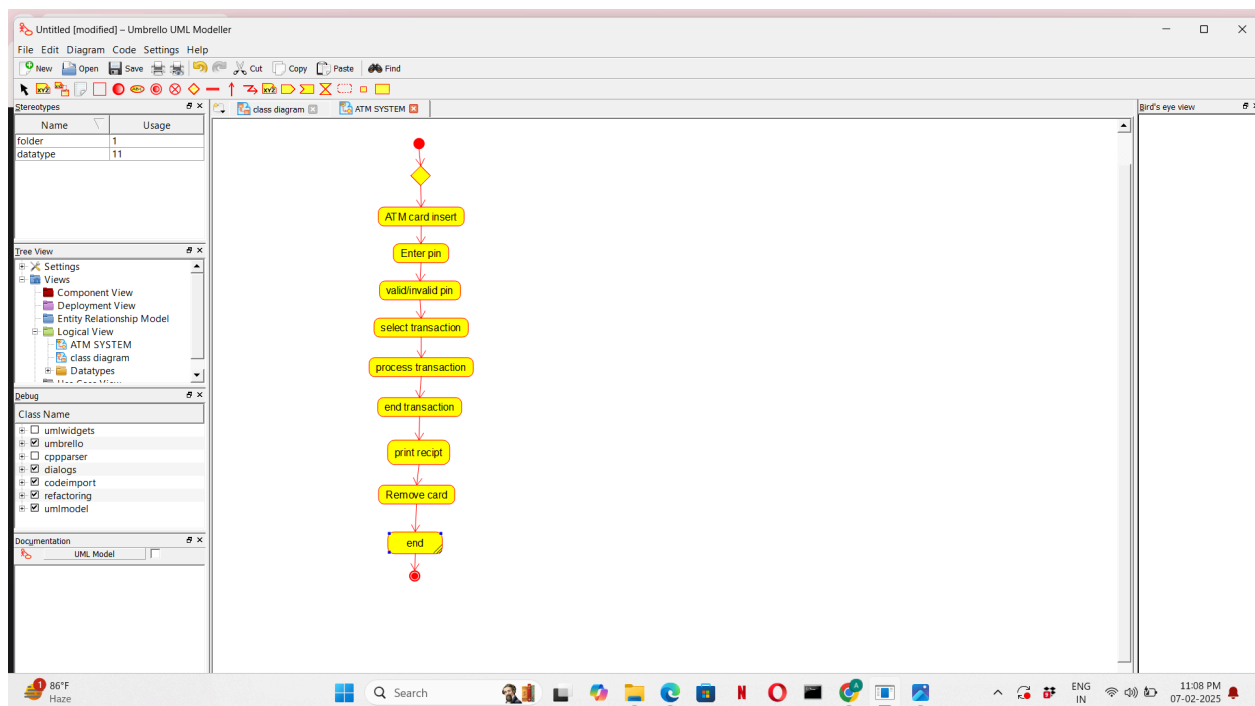 Untitled [modified] – Umbrello UML Modeller
File Edit Diagram Code Settings Help
New Open Save Cut Copy Paste Find
Stereotypes
Name Usage
folder 1
datatype 11
class diagram ATM SYSTEM
Bird's eye view
ATM card insert
Enter pin
valid/invalid pin
select transaction
process transaction
end transaction
print recipt
Remove card
end
Tree View
Settings
Views
Component View
Deployment View
Entity Relationship Model
Logical View
ATM SYSTEM
class diagram
Datatypes
Debug
Class Name
umlwidgets
umbrello
cppparser
dialogs
codeimport
refactoring
umlmodel
Documentation
UML Model
1
86°F
Haze
Search
ENG
IN
11:08 PM
07-02-2025